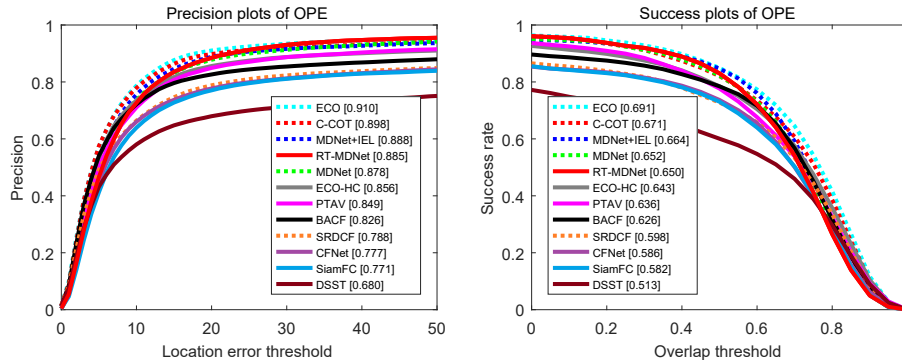 Precision plots of OPE
1
0.8
0.6
0.4
0.2
0
Precision
ECO [0.910]
C-COT [0.898]
MDNet+IEL [0.888]
RT-MDNet [0.885]
MDNet [0.878]
ECO-HC [0.856]
PTAV [0.849]
BACF [0.826]
SRDCF [0.788]
CFNet [0.777]
SiamFC [0.771]
DSST [0.680]
0 10 20 30 40 50
Location error threshold
Success plots of OPE
1
0.8
0.6
0.4
0.2
0
Success rate
ECO [0.691]
C-COT [0.671]
MDNet+IEL [0.664]
MDNet [0.652]
RT-MDNet [0.650]
ECO-HC [0.643]
PTAV [0.636]
BACF [0.626]
SRDCF [0.598]
CFNet [0.586]
SiamFC [0.582]
DSST [0.513]
0 0.2 0.4 0.6 0.8
Overlap threshold